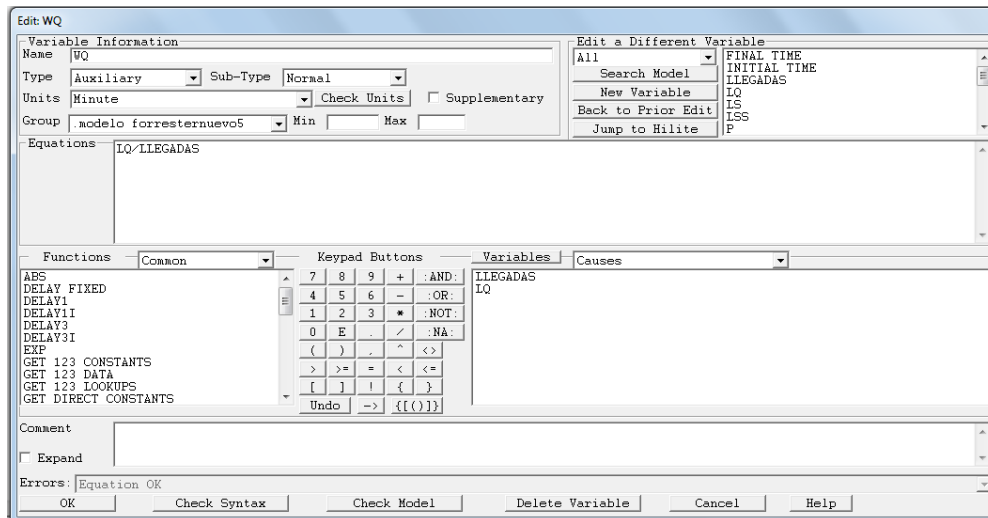 Edit: WQ
Variable Information
Name WQ
Type Auxiliary Sub-Type Normal
Units Minute Check Units Supplementary
Group .modelo forresternuevo5 Min Max
Edit a Different Variable
All
Search Model
New Variable
Back to Prior Edit
Jump to Hilite
FINAL TIME
INITIAL TIME
LLEGADAS
LQ
LS
LSS
P
Equations
LQ/LLEGADAS
Functions Common
ABS
DELAY FIXED
DELAY1
DELAY1I
DELAY3
DELAY3I
EXP
GET 123 CONSTANTS
GET 123 DATA
GET 123 LOOKUPS
GET DIRECT CONSTANTS
Keypad Buttons
7 8 9 + :AND:
4 5 6 - :OR:
1 2 3 * :NOT:
0 E . / :NA:
( ) , ^ <>
> >= = < <=
[ ] ! { }
Undo -> {[()]}
Variables Causes
LLEGADAS
LQ
Comment
Expand
Errors: Equation OK
OK Check Syntax Check Model Delete Variable Cancel Help